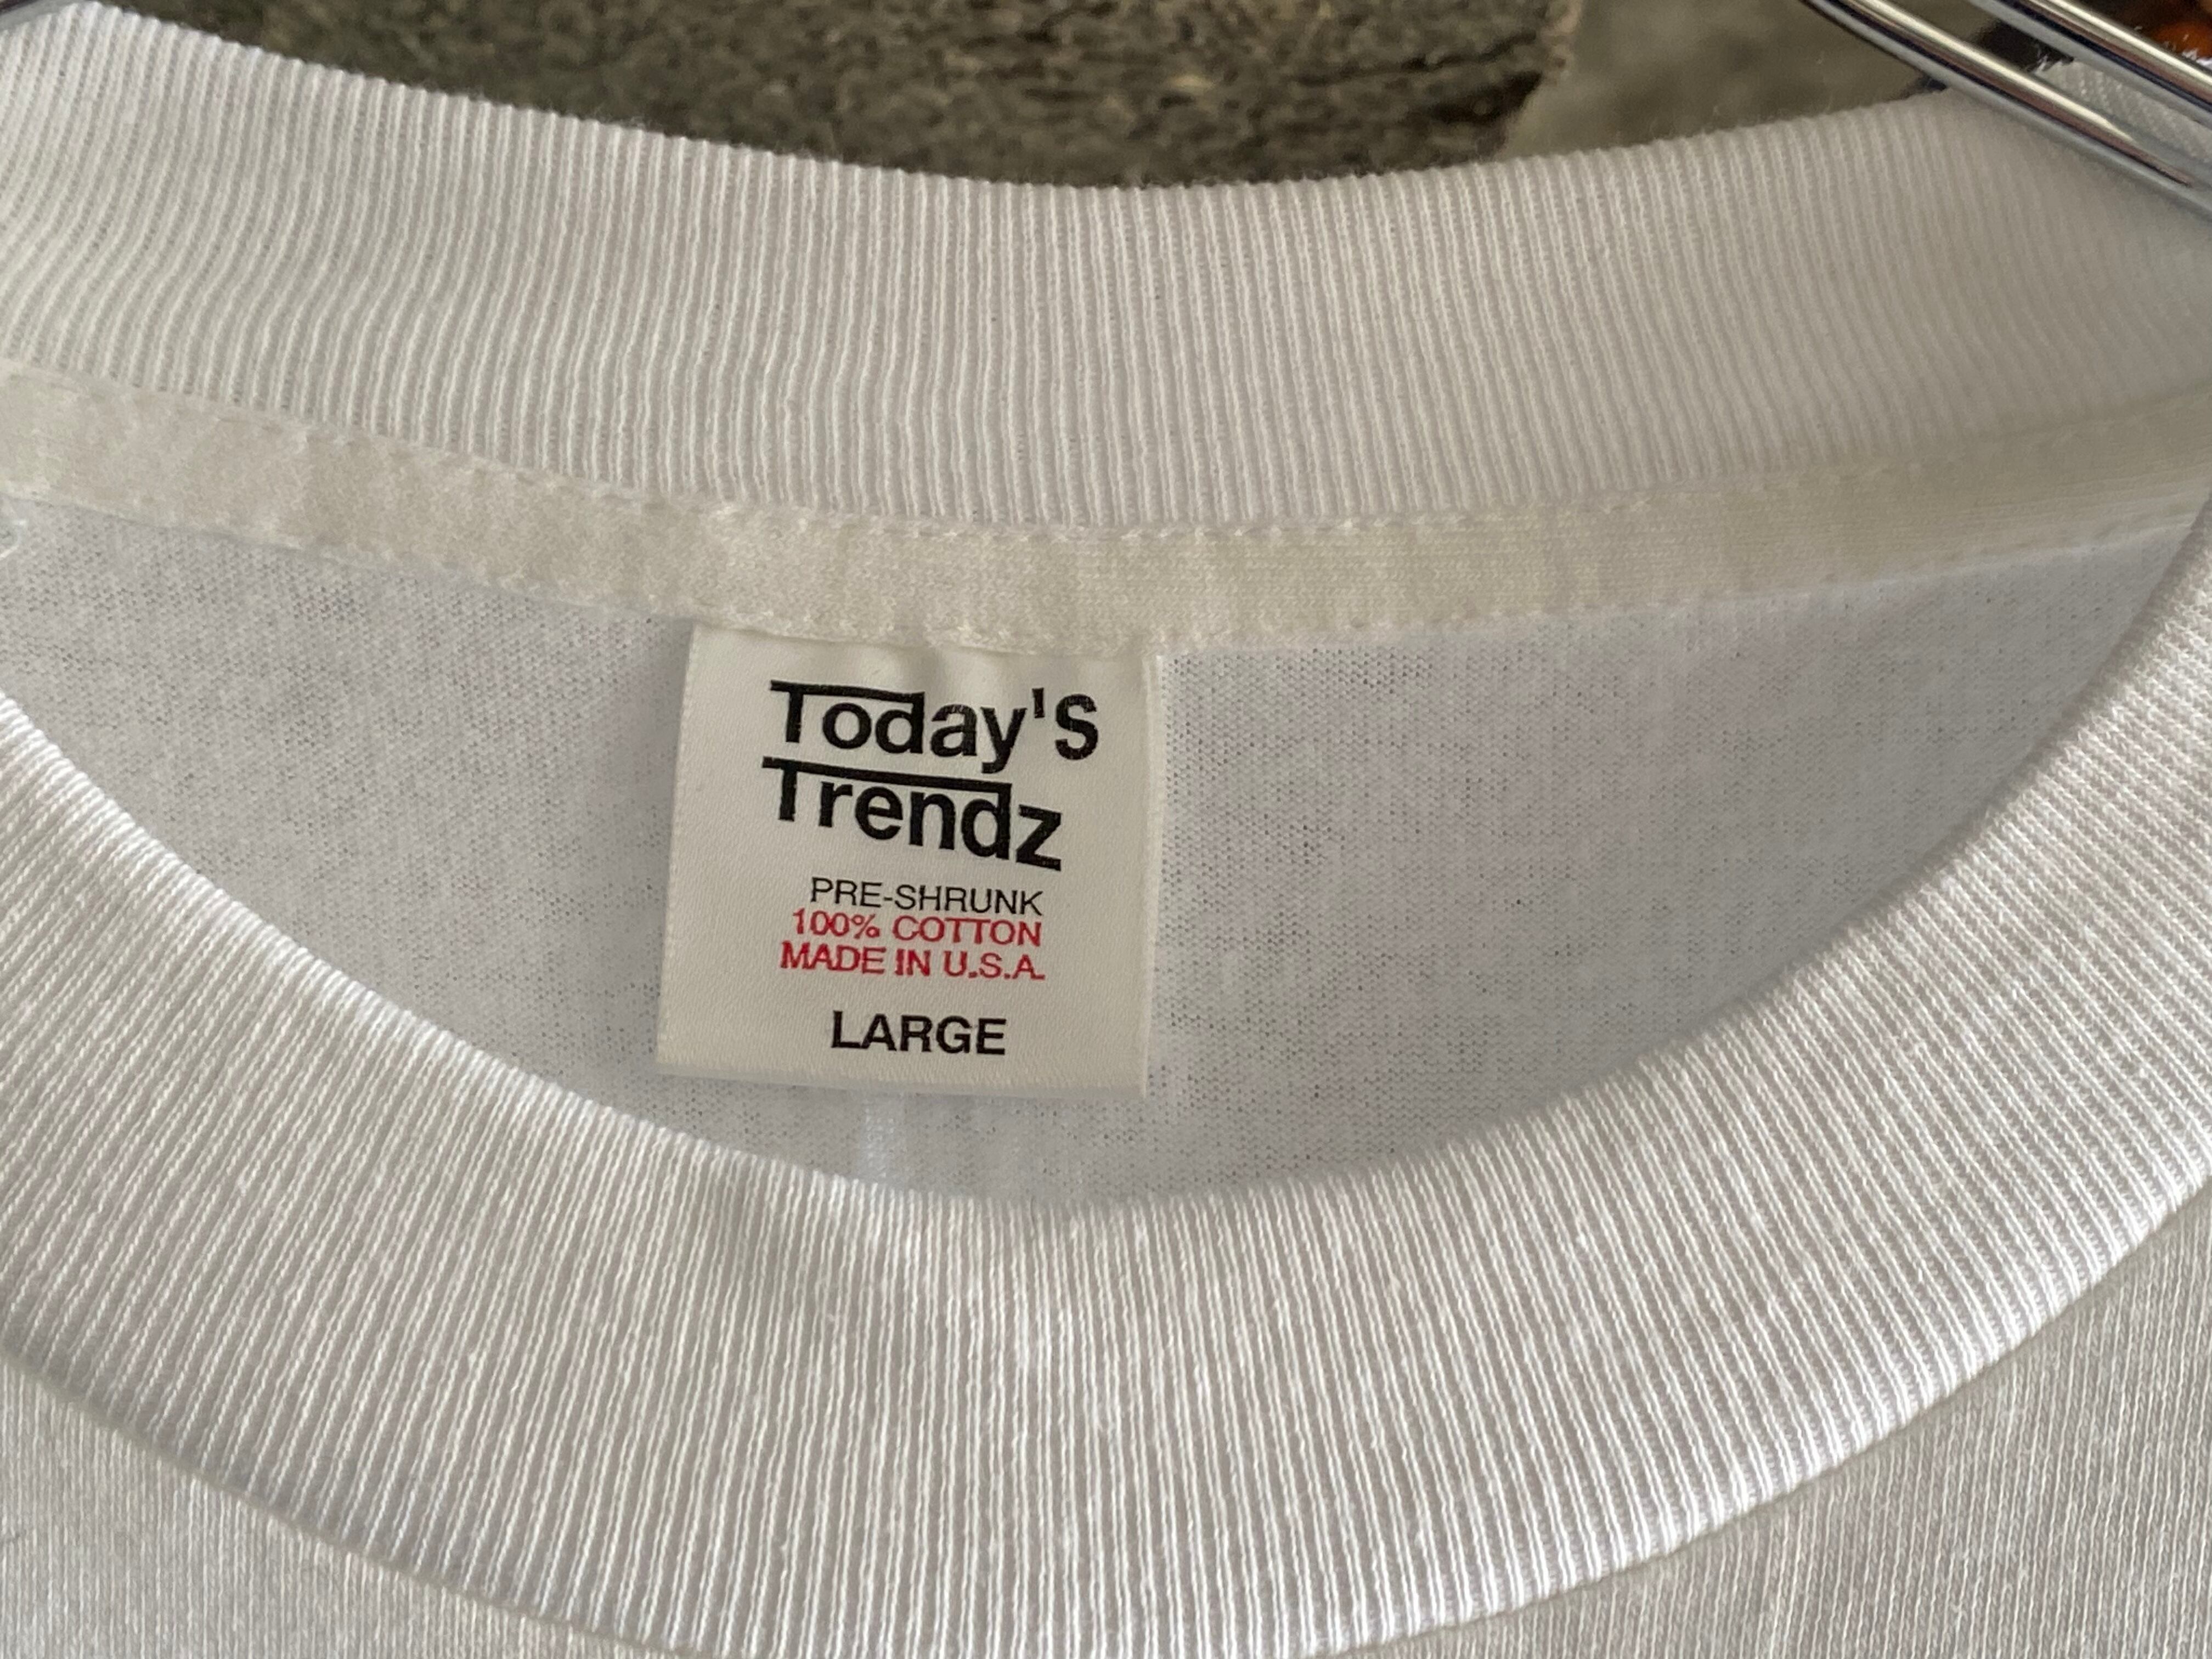 Today'S
Trendz
PRE-SHRUNK
100% COTTON
MADE IN U.S.A.
LARGE